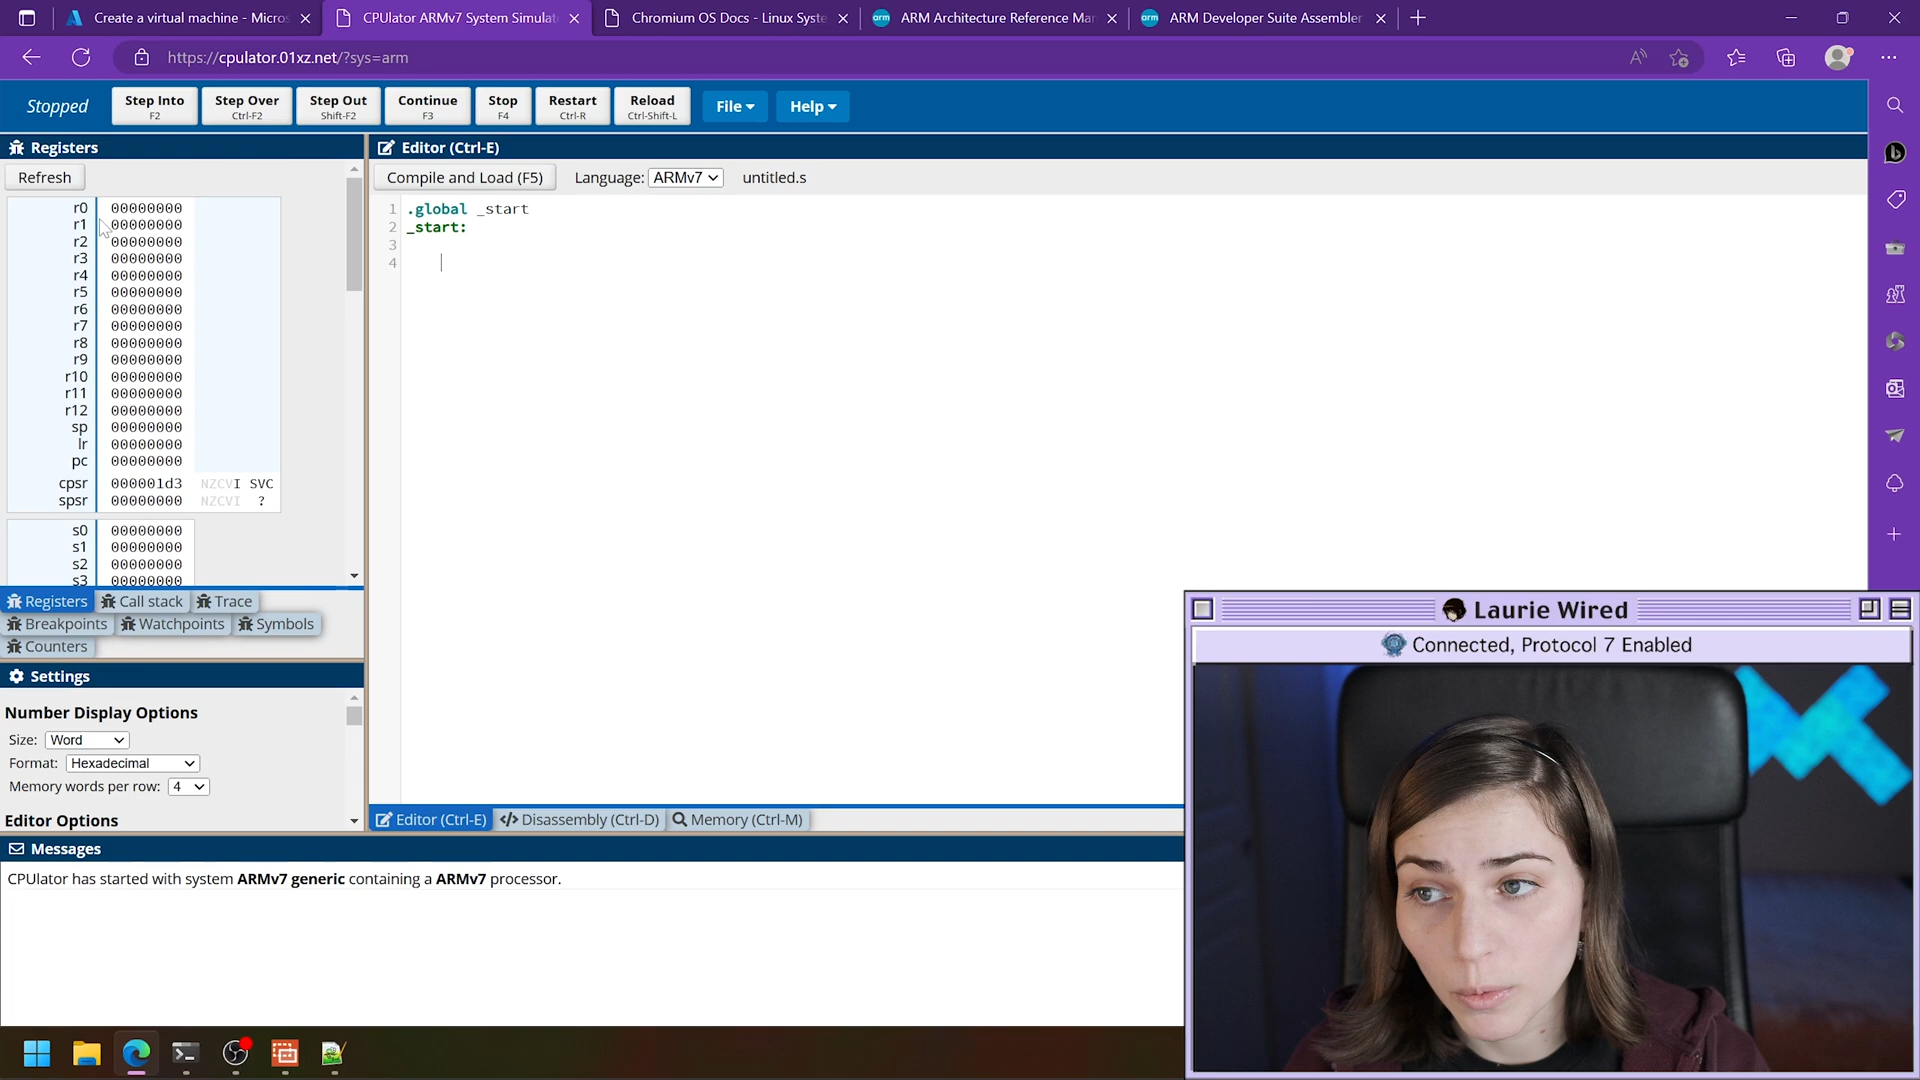 Create a virtual machine - Micros
CPUlator ARMv7 System Simulat
Chromium OS Docs - Linux Syste
ARM Architecture Reference Man
ARM Developer Suite Assembler
https://cpulator.01xz.net/?sys=arm
Stopped
Step Into
F2
Step Over
Ctrl-F2
Step Out
Shift-F2
Continue
F3
Stop
F4
Restart
Ctrl-R
Reload
Ctrl-Shift-L
File
Help
Registers
Refresh
r0 00000000
r1 00000000
r2 00000000
r3 00000000
r4 00000000
r5 00000000
r6 00000000
r7 00000000
r8 00000000
r9 00000000
r10 00000000
r11 00000000
r12 00000000
sp 00000000
lr 00000000
pc 00000000
cpsr 000001d3 NZCVI SVC
spsr 00000000 NZCVI ?
s0 00000000
s1 00000000
s2 00000000
s3 00000000
Registers Call stack Trace
Breakpoints Watchpoints Symbols
Counters
Settings
Number Display Options
Size: Word
Format: Hexadecimal
Memory words per row: 4
Editor Options
Editor (Ctrl-E)
Compile and Load (F5) Language: ARMv7 untitled.s
1 .global _start
2 _start:
3
4
Editor (Ctrl-E) Disassembly (Ctrl-D) Memory (Ctrl-M)
Messages
CPUlator has started with system ARMv7 generic containing a ARMv7 processor.
Laurie Wired
Connected, Protocol 7 Enabled